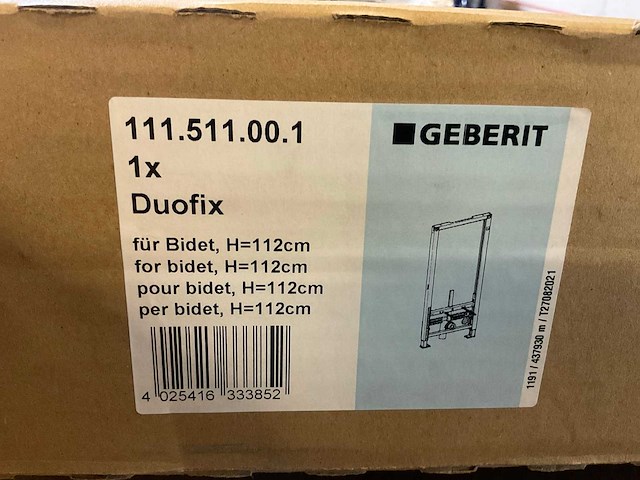 111.511.00.1
1x
Duofix
für Bidet, H=112cm
for bidet, H=112cm
pour bidet, H=112cm
per bidet, H=112cm
4 025416 333852
GEBERIT
1191 / 437930 m / T27082021